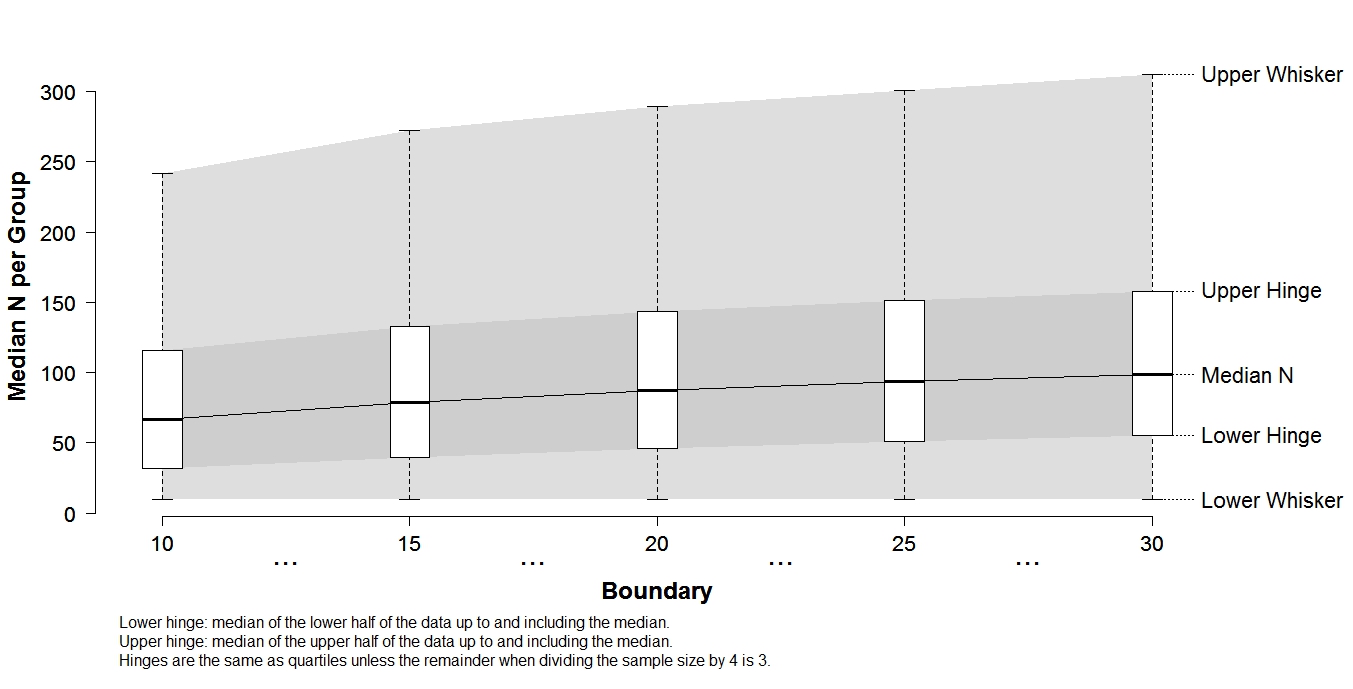 Median N per Group
300
250
200
150
100
50
0
Upper Whisker
Upper Hinge
Median N
Lower Hinge
Lower Whisker
10 15 20 25 30
... ... ... ...
Boundary
Lower hinge: median of the lower half of the data up to and including the median.
Upper hinge: median of the upper half of the data up to and including the median.
Hinges are the same as quartiles unless the remainder when dividing the sample size by 4 is 3.